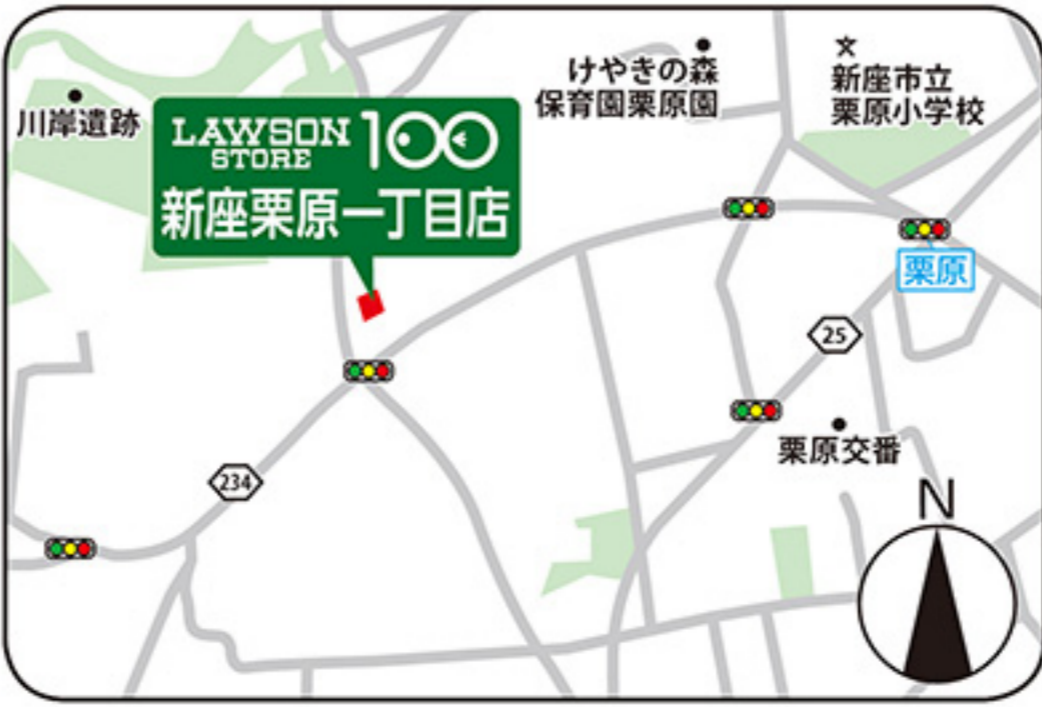 川岸遺跡
LAWSON
STORE
100
新座栗原一丁目店
けやきの森
保育園栗原園
新座市立
栗原小学校
栗原
25
栗原交番
234
N